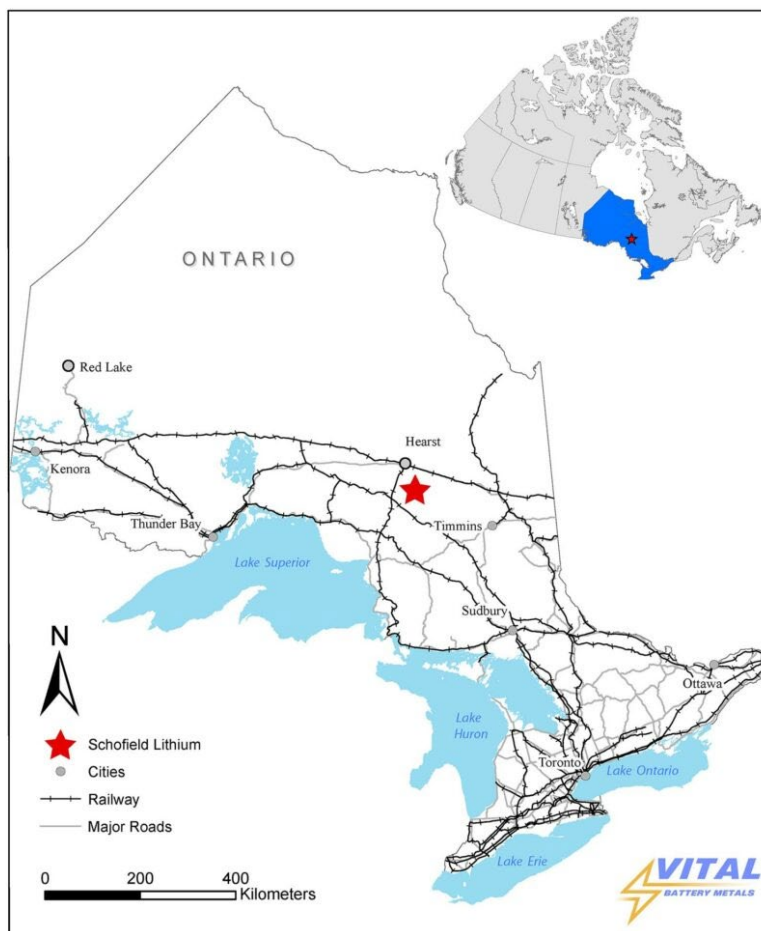 ONTARIO
Red Lake
Hearst
Kenora
Thunder Bay
Timmins
Lake Superior
Sudbury
Ottawa
Lake
Huron
Toronto
Lake Ontario
Lake Erie
N
Schofield Lithium
Cities
Railway
Major Roads
0 200 400
Kilometers
VITAL
BATTERY METALS